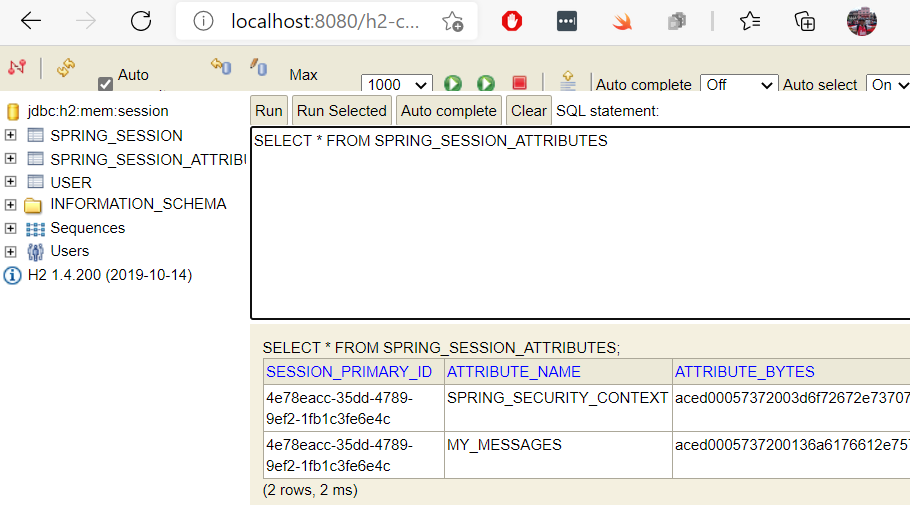 localhost:8080/h2-c...
Auto
Max
1000
Auto complete Off
Auto select On
jdbc:h2:mem:session
SPRING_SESSION
SPRING_SESSION_ATTRIBU
USER
INFORMATION_SCHEMA
Sequences
Users
H2 1.4.200 (2019-10-14)
Run Run Selected Auto complete Clear SQL statement:
SELECT * FROM SPRING_SESSION_ATTRIBUTES
SELECT * FROM SPRING_SESSION_ATTRIBUTES;
SESSION_PRIMARY_ID ATTRIBUTE_NAME ATTRIBUTE_BYTES
4e78eacc-35dd-4789-
9ef2-1fb1c3fe6e4c
SPRING_SECURITY_CONTEXT
aced00057372003d6f72672e73707
4e78eacc-35dd-4789-
9ef2-1fb1c3fe6e4c
MY_MESSAGES
aced0005737200136a6176612e757
(2 rows, 2 ms)